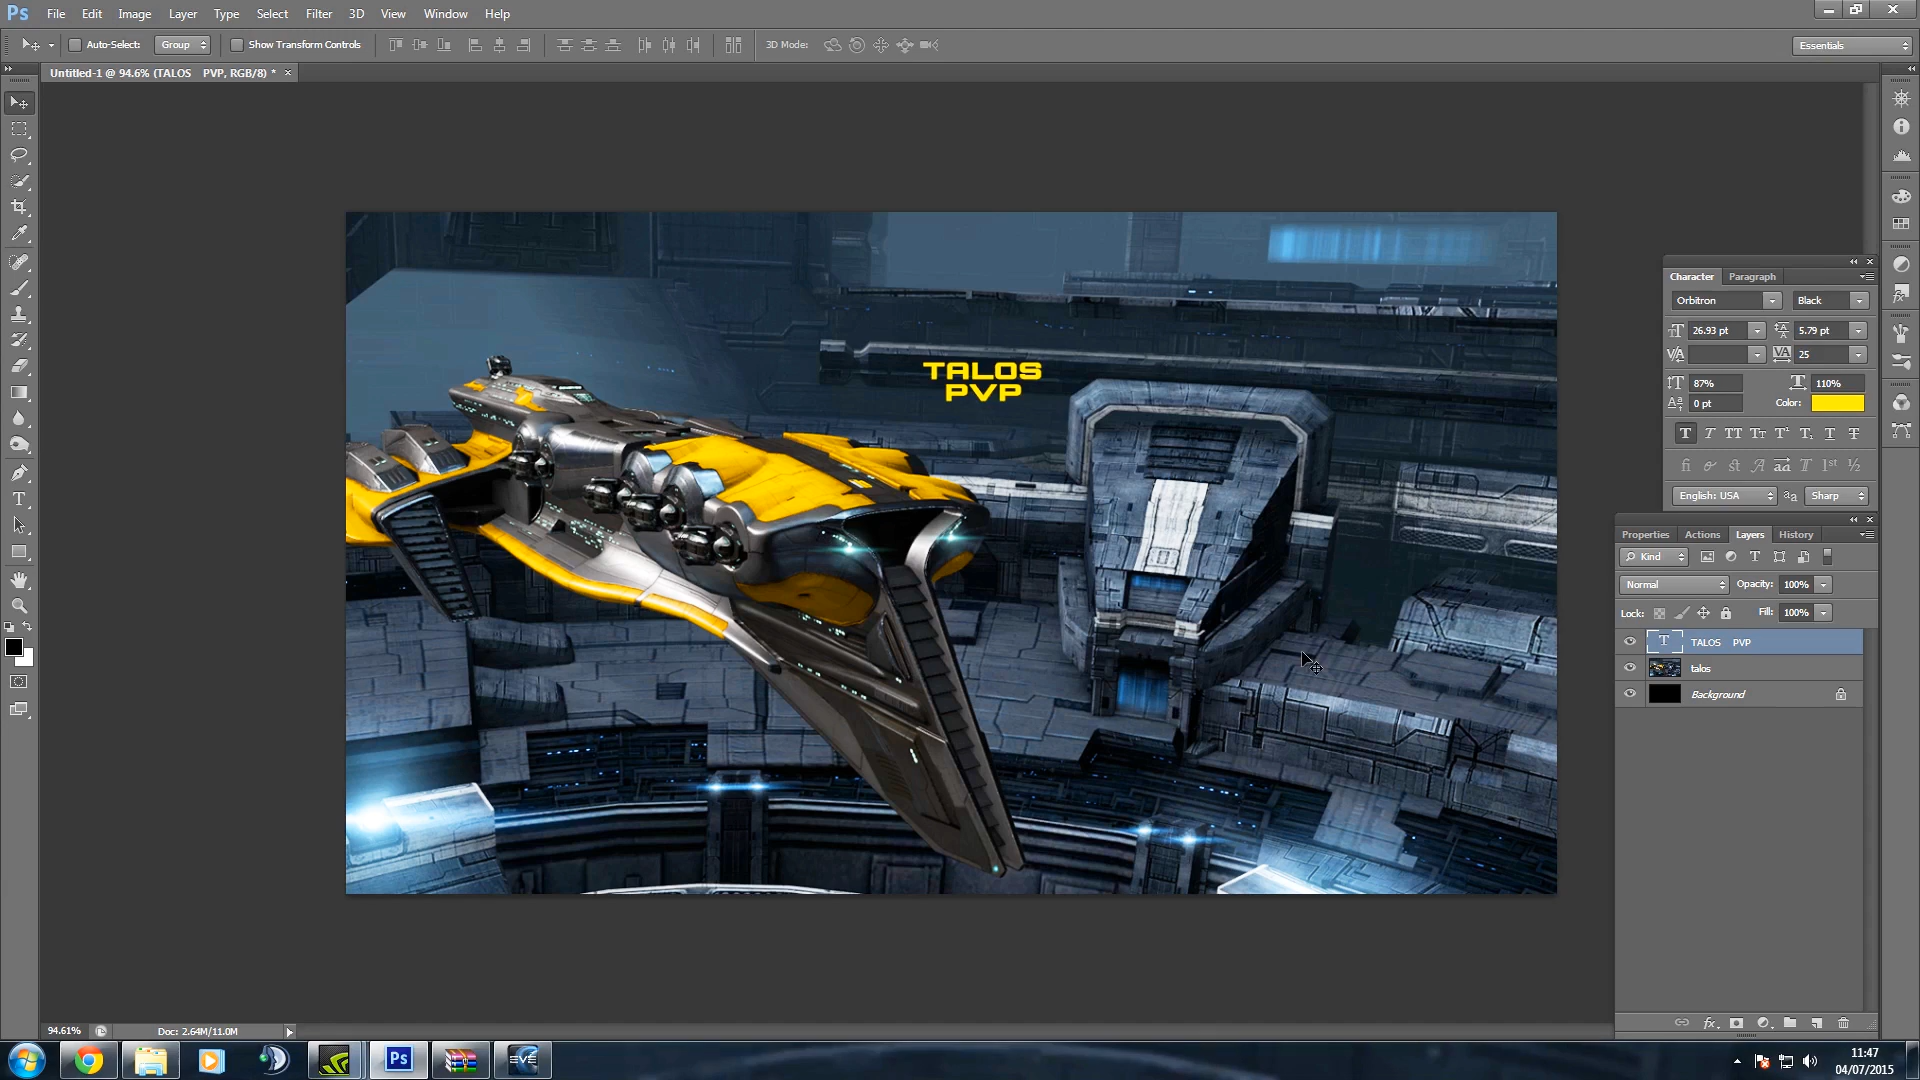 Ps File Edit Image Layer Type Select Filter 3D View Window Help
Auto-Select: Group Show Transform Controls 3D Mode: Essentials
Untitled-1 @ 94.6% (TALOS PVP, RGB/8) * ×
Character Paragraph
Orbitron Black
26.93 pt 5.79 pt
25
87% 110%
0 pt Color:
English: USA Sharp
TALOS
PVP
Properties Actions Layers History
Kind
Normal Opacity: 100%
Lock: Fill: 100%
TALOS PVP
talos
Background
94.61% Doc: 2.64M/11.0M
Ps EVE
11:47
04/07/2015